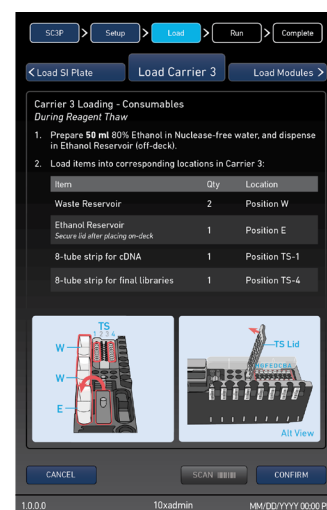 SC3P > Setup > Load > Run > Complete
< Load SI Plate Load Carrier 3 Load Modules >
Carrier 3 Loading - Consumables
During Reagent Thaw
1. Prepare 50 ml 80% Ethanol in Nuclease-free water, and dispense
in Ethanol Reservoir (off-deck).
2. Load items into corresponding locations in Carrier 3:
Item Qty Location
Waste Reservoir 2 Position W
Ethanol Reservoir 1 Position E
Secure lid after placing on-deck
8-tube strip for cDNA 1 Position TS-1
8-tube strip for final libraries 1 Position TS-4
TS
1 2 3 4
W
W
E
TS Lid
HGFEDCBA
Alt View
CANCEL SCAN CONFIRM
1.0.0.0 10xadmin MM/DD/YYYY 00:00 P